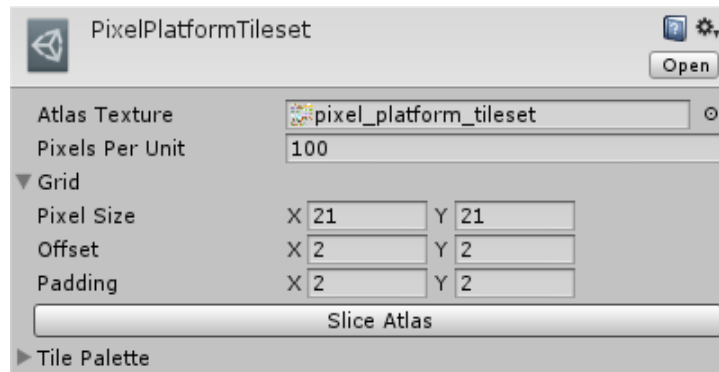 PixelPlatformTileset
Open
Atlas Texture pixel_platform_tileset
Pixels Per Unit 100
Grid
Pixel Size X 21 Y 21
Offset X 2 Y 2
Padding X 2 Y 2
Slice Atlas
Tile Palette